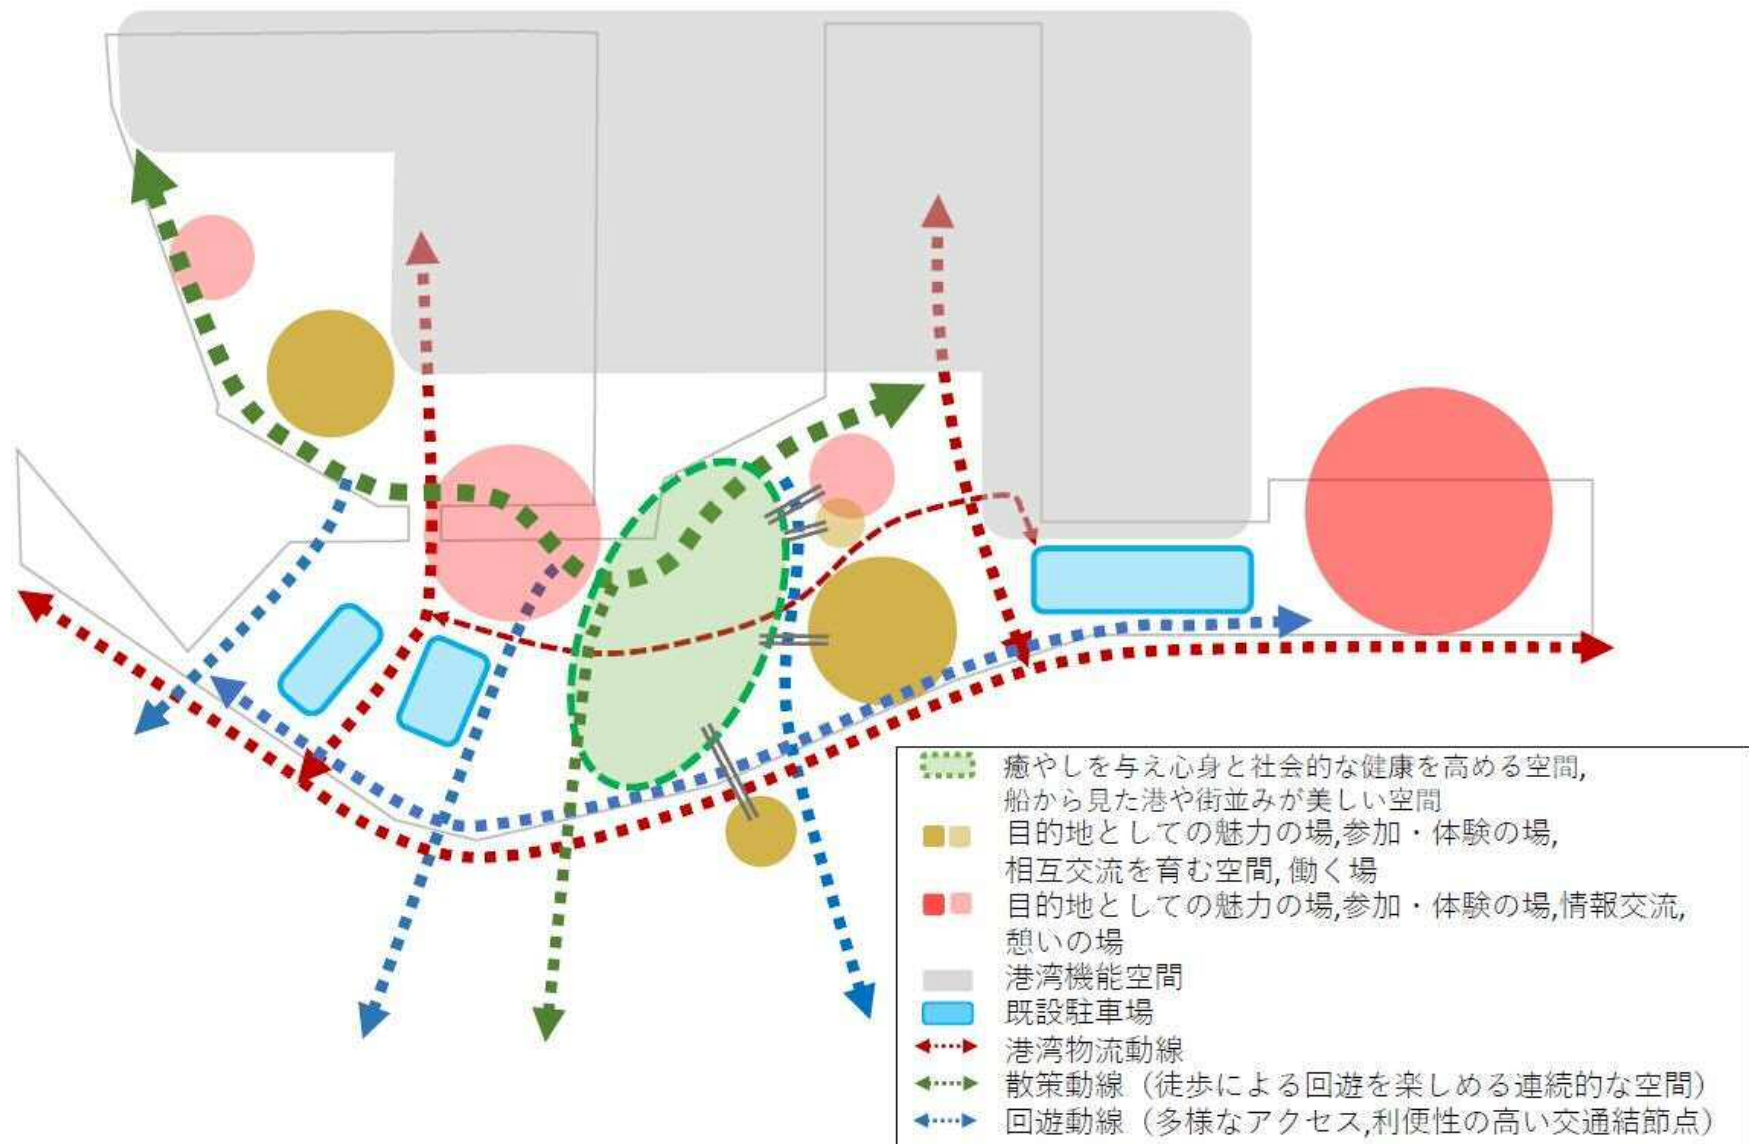 癒やしを与え心身と社会的な健康を高める空間,
船から見た港や街並みが美しい空間
目的地としての魅力の場,参加・体験の場,
相互交流を育む空間, 働く場
目的地としての魅力の場,参加・体験の場,情報交流,
憩いの場
港湾機能空間
既設駐車場
港湾物流動線
散策動線（徒歩による回遊を楽しめる連続的な空間）
回遊動線（多様なアクセス,利便性の高い交通結節点）